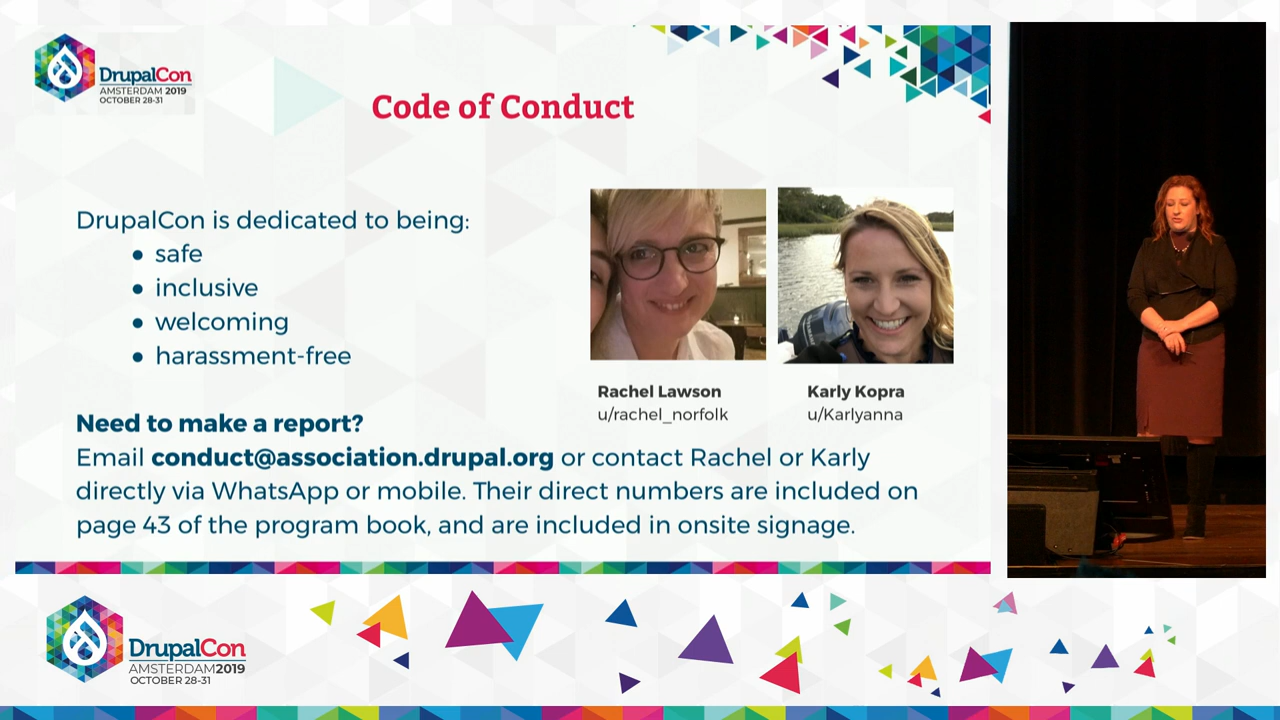 DrupalCon
AMSTERDAM 2019
OCTOBER 28-31
Code of Conduct
DrupalCon is dedicated to being:
• safe
• inclusive
• welcoming
• harassment-free
Rachel Lawson
u/rachel_norfolk
Karly Kopra
u/Karlyanna
Need to make a report?
Email conduct@association.drupal.org or contact Rachel or Karly
directly via WhatsApp or mobile. Their direct numbers are included on
page 43 of the program book, and are included in onsite signage.
DrupalCon
AMSTERDAM2019
OCTOBER 28-31